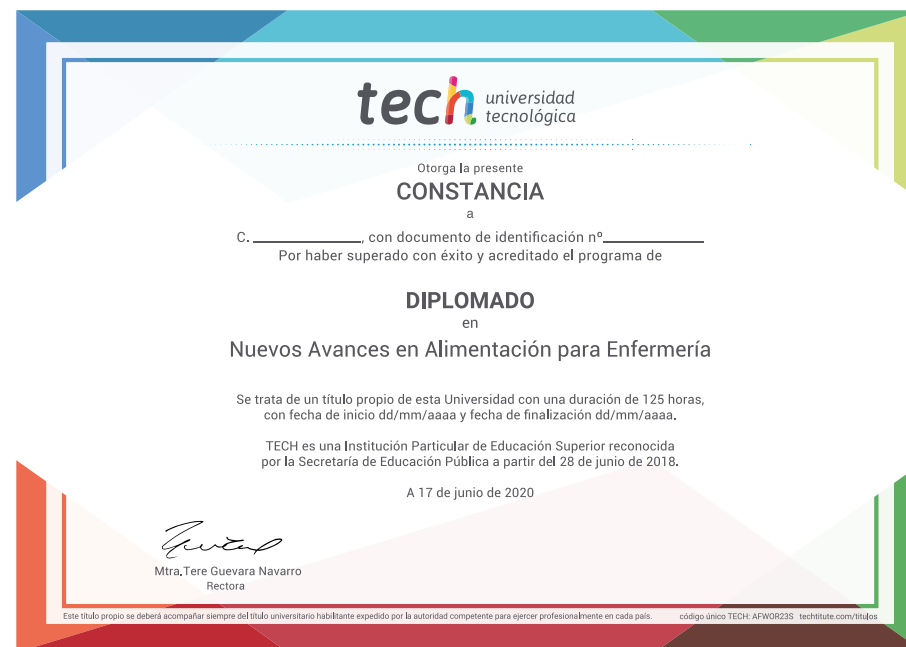 tech universidad
tecnológica
Otorga la presente
CONSTANCIA
a
C. ____________, con documento de identificación nº____________
Por haber superado con éxito y acreditado el programa de
DIPLOMADO
en
Nuevos Avances en Alimentación para Enfermería
Se trata de un título propio de esta Universidad con una duración de 125 horas,
con fecha de inicio dd/mm/aaaa y fecha de finalización dd/mm/aaaa.
TECH es una Institución Particular de Educación Superior reconocida
por la Secretaría de Educación Pública a partir del 28 de junio de 2018.
A 17 de junio de 2020
Mtra.Tere Guevara Navarro
Rectora
Este título propio se deberá acompañar siempre del título universitario habilitante expedido por la autoridad competente para ejercer profesionalmente en cada país. código único TECH: AFWOR23S techtitute.com/titulos